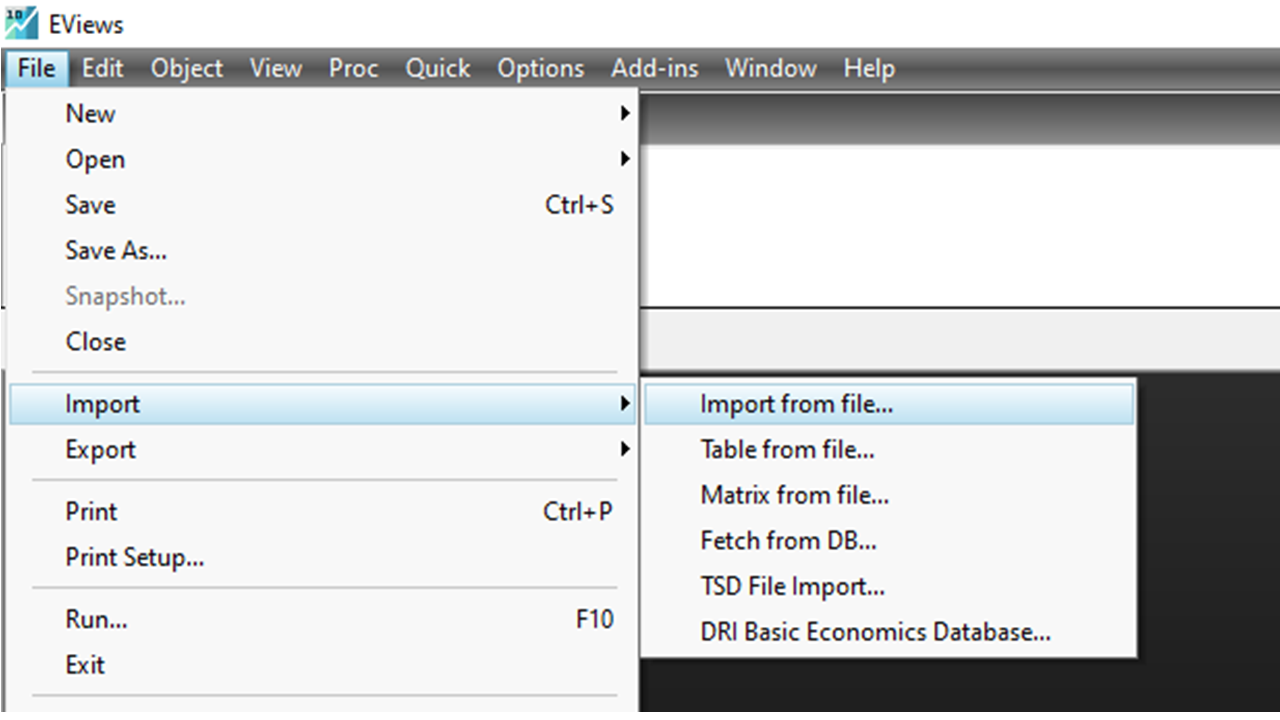 10 EViews
File Edit Object View Proc Quick Options Add-ins Window Help
New
Open
Save Ctrl+S
Save As...
Snapshot...
Close
Import
Export
Print Ctrl+P
Print Setup...
Run... F10
Exit
Import from file...
Table from file...
Matrix from file...
Fetch from DB...
TSD File Import...
DRI Basic Economics Database...